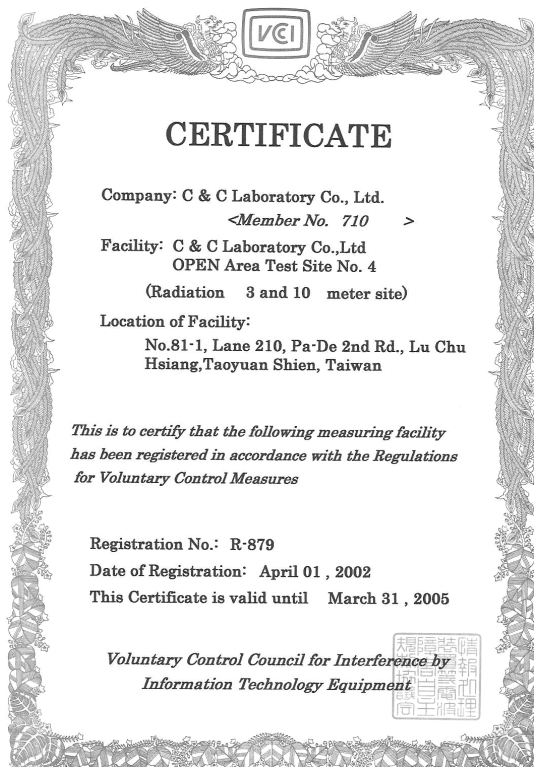 VCCI
CERTIFICATE
Company: C & C Laboratory Co., Ltd.
<Member No. 710 >
Facility: C & C Laboratory Co.,Ltd
OPEN Area Test Site No. 4
(Radiation 3 and 10 meter site)
Location of Facility:
No.81-1, Lane 210, Pa-De 2nd Rd., Lu Chu
Hsiang,Taoyuan Shien, Taiwan
This is to certify that the following measuring facility
has been registered in accordance with the Regulations
for Voluntary Control Measures
Registration No.: R-879
Date of Registration: April 01 , 2002
This Certificate is valid until March 31 , 2005
Voluntary Control Council for Interference by
Information Technology Equipment